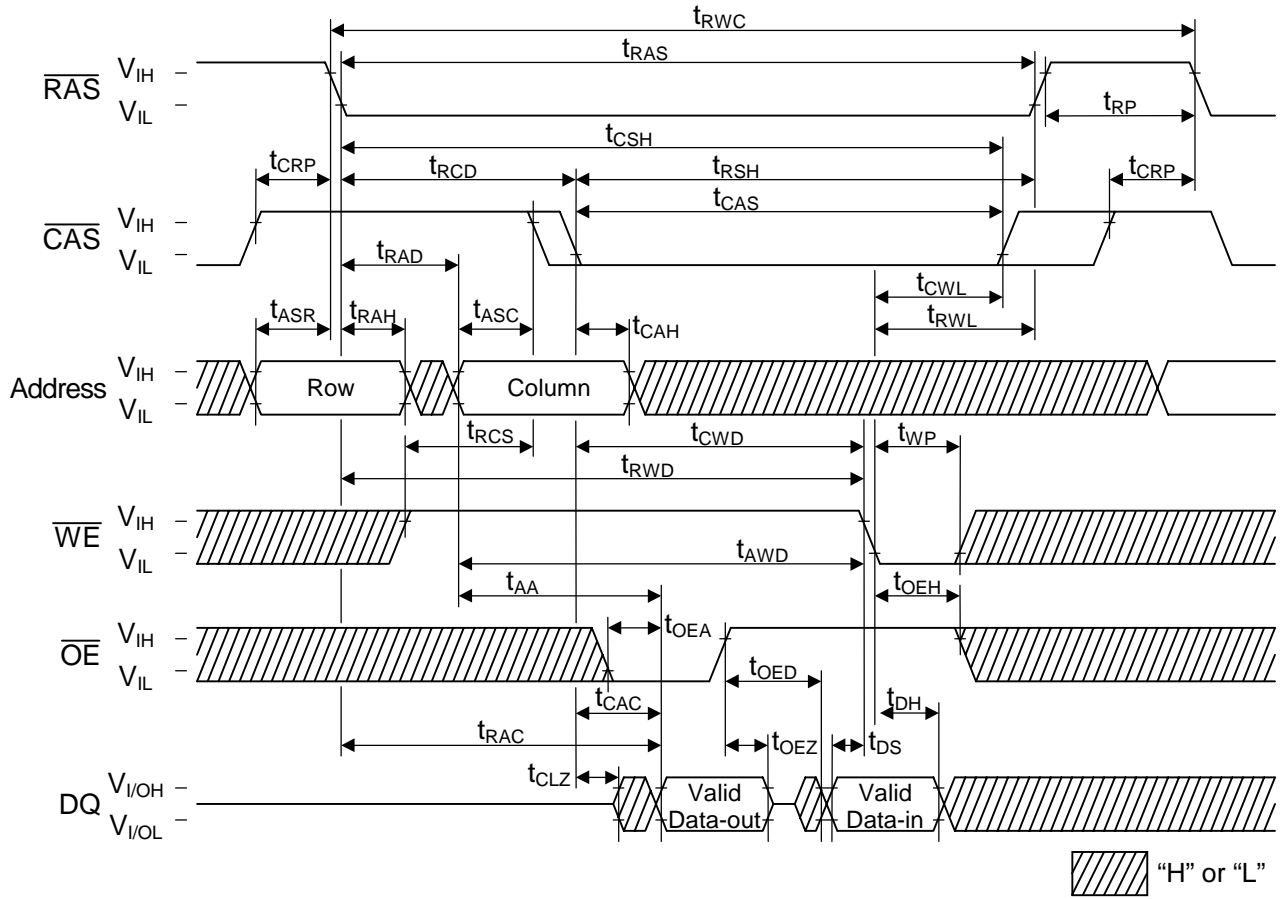 tRWC
tRAS
RAS
VIH
VIL
tRP
tCSH
tCRP
tRCD
tRSH
tCRP
tCAS
CAS
VIH
VIL
tRAD
tCWL
tASR
tRAH
tASC
tCAH
tRWL
Address
VIH
VIL
Row
Column
tRCS
tCWD
tWP
tRWD
WE
VIH
VIL
tAWD
tAA
tOEH
OE
VIH
VIL
tOEA
tOED
tCAC
tDH
tRAC
tOEZ
tDS
tCLZ
DQ
VI/OH
VI/OL
Valid
Data-out
Valid
Data-in
“H” or “L”